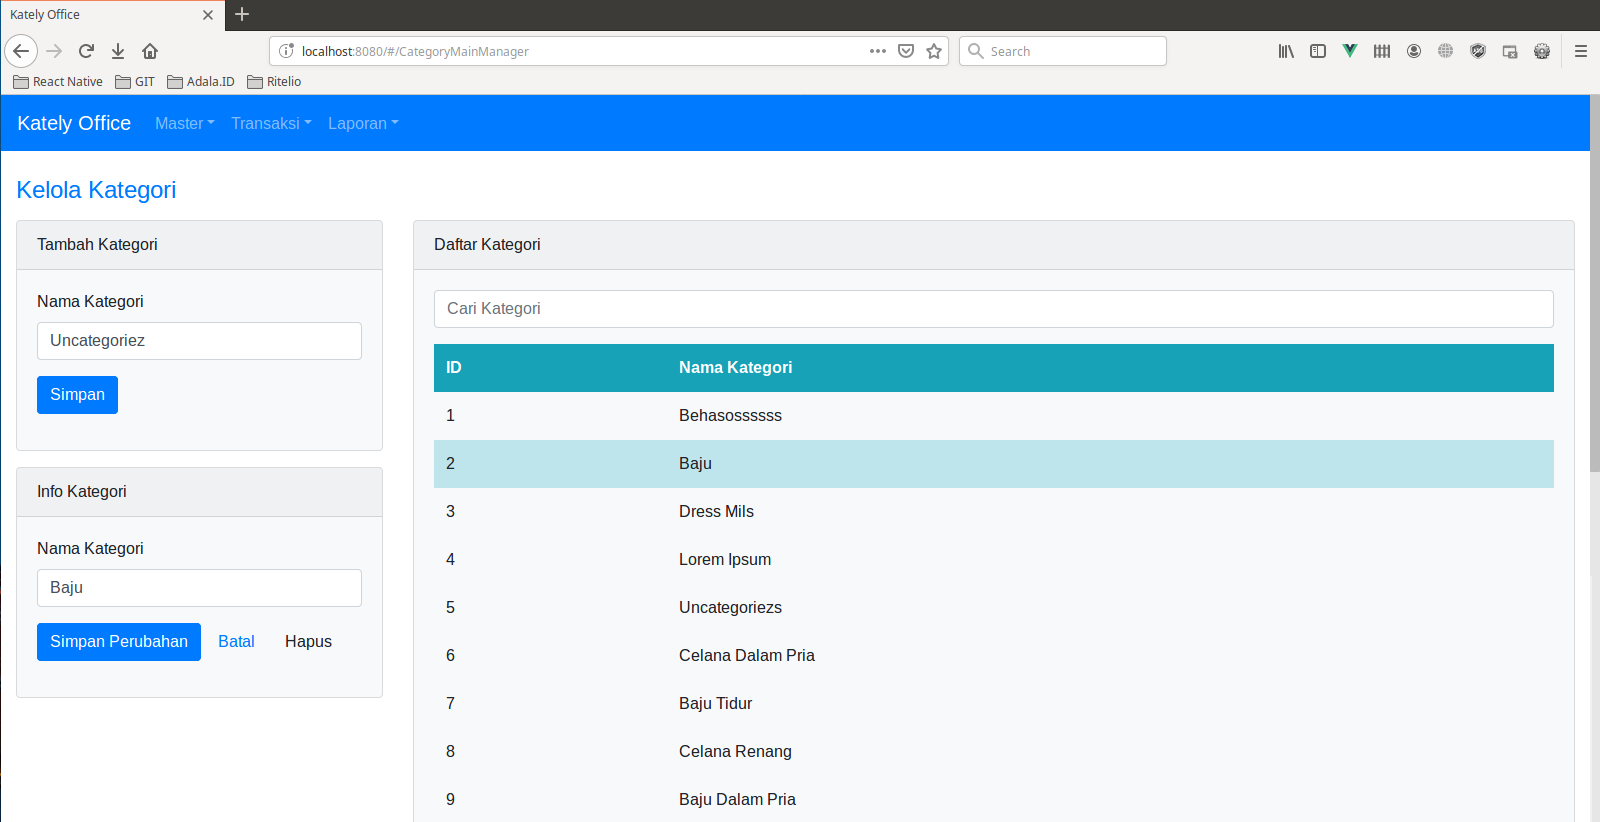 Kately Office
localhost:8080/#/CategoryMainManager
Search
React Native GIT Adala.ID Ritelio
Kately Office Master Transaksi Laporan
Kelola Kategori
Tambah Kategori
Nama Kategori
Uncategoriez
Simpan
Info Kategori
Nama Kategori
Baju
Simpan Perubahan Batal Hapus
Daftar Kategori
Cari Kategori
ID Nama Kategori
1 Behasossssss
2 Baju
3 Dress Mils
4 Lorem Ipsum
5 Uncategoriezs
6 Celana Dalam Pria
7 Baju Tidur
8 Celana Renang
9 Baju Dalam Pria